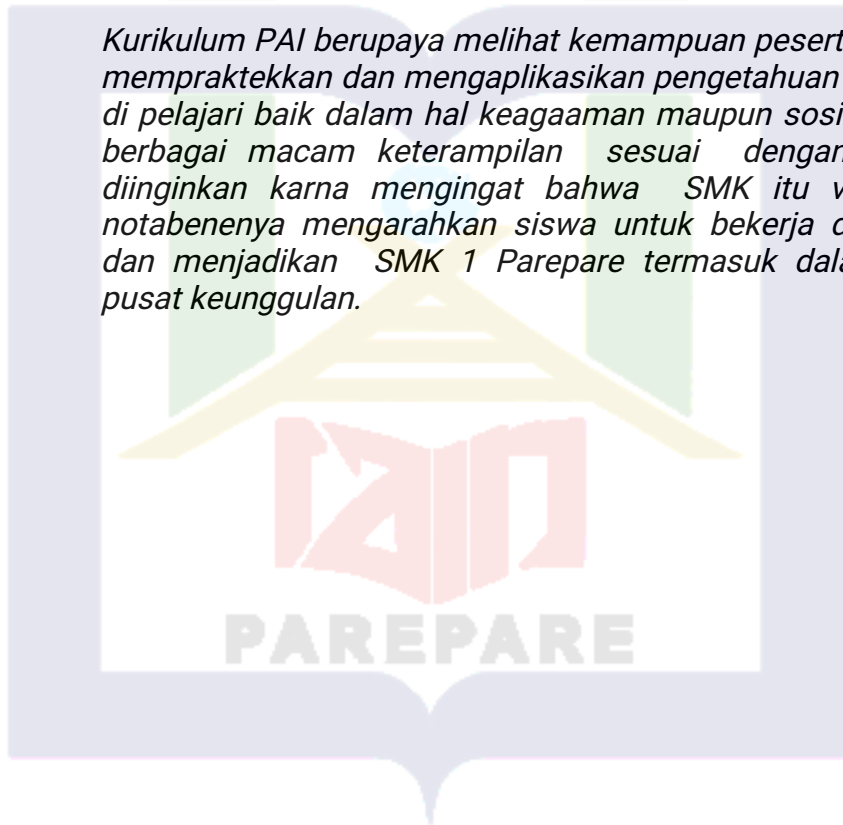 Kurikulum PAI berupaya melihat kemampuan pesert
mempraktekkan dan mengaplikasikan pengetahuan
di pelajari baik dalam hal keagaaman maupun sosi
berbagai macam keterampilan sesuai dengan
diinginkan karna mengingat bahwa SMK itu v
notabenenya mengarahkan siswa untuk bekerja d
dan menjadikan SMK 1 Parepare termasuk dala
pusat keunggulan.
iain
PAREPARE